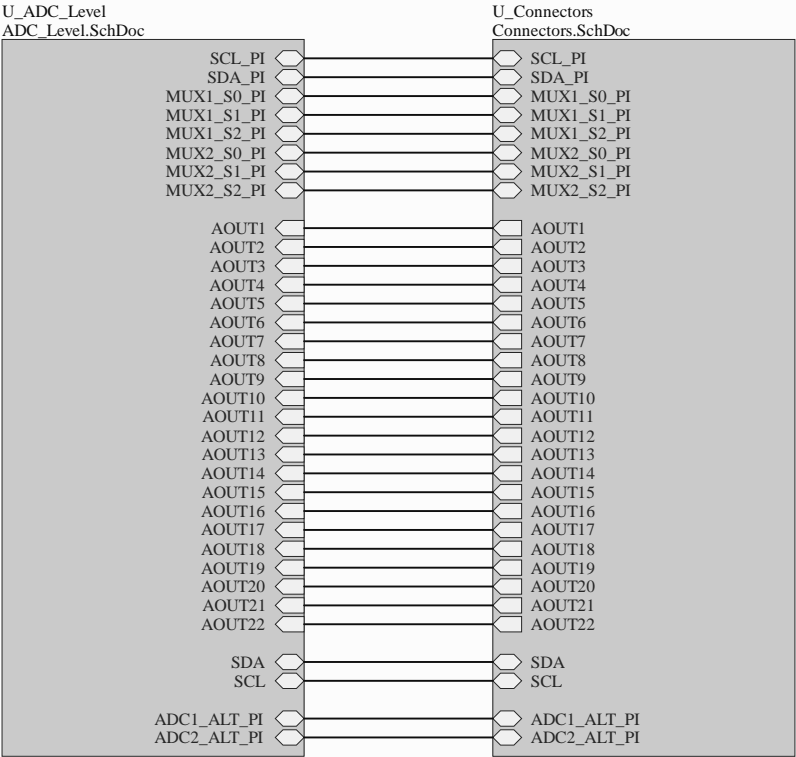 U_ADC_Level
ADC_Level.SchDoc
SCL_PI
SDA_PI
MUX1_S0_PI
MUX1_S1_PI
MUX1_S2_PI
MUX2_S0_PI
MUX2_S1_PI
MUX2_S2_PI
AOUT1
AOUT2
AOUT3
AOUT4
AOUT5
AOUT6
AOUT7
AOUT8
AOUT9
AOUT10
AOUT11
AOUT12
AOUT13
AOUT14
AOUT15
AOUT16
AOUT17
AOUT18
AOUT19
AOUT20
AOUT21
AOUT22
SDA
SCL
ADC1_ALT_PI
ADC2_ALT_PI
U_Connectors
Connectors.SchDoc
SCL_PI
SDA_PI
MUX1_S0_PI
MUX1_S1_PI
MUX1_S2_PI
MUX2_S0_PI
MUX2_S1_PI
MUX2_S2_PI
AOUT1
AOUT2
AOUT3
AOUT4
AOUT5
AOUT6
AOUT7
AOUT8
AOUT9
AOUT10
AOUT11
AOUT12
AOUT13
AOUT14
AOUT15
AOUT16
AOUT17
AOUT18
AOUT19
AOUT20
AOUT21
AOUT22
SDA
SCL
ADC1_ALT_PI
ADC2_ALT_PI